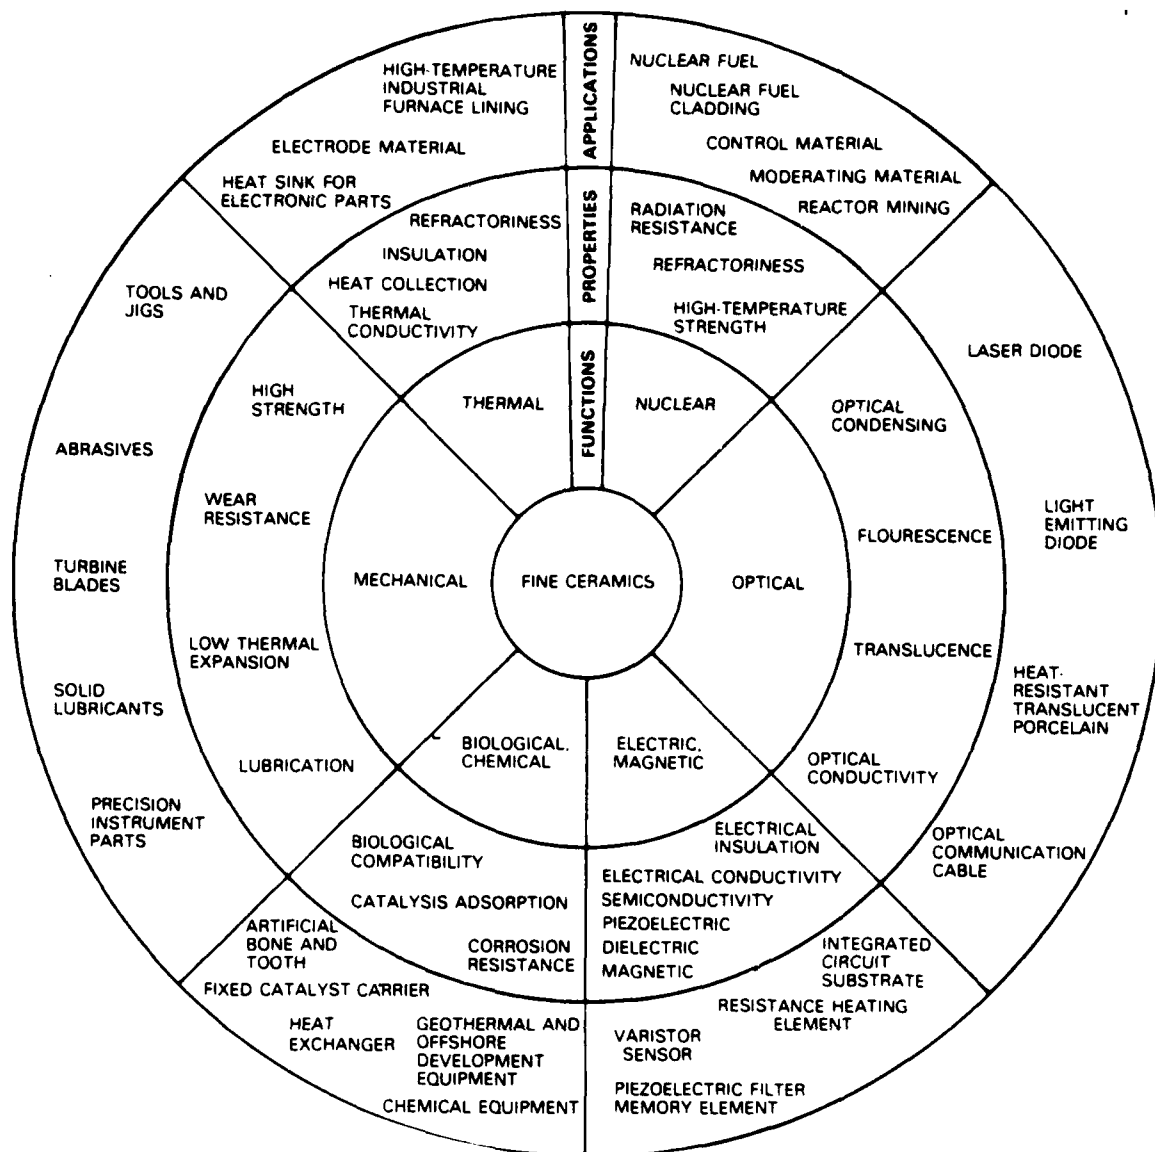 APPLICATIONS
PROPERTIES
FUNCTIONS
HIGH-TEMPERATURE
INDUSTRIAL
FURNACE LINING
ELECTRODE MATERIAL
HEAT SINK FOR
ELECTRONIC PARTS
REFRACTORINESS
INSULATION
HEAT COLLECTION
THERMAL
CONDUCTIVITY
THERMAL
NUCLEAR FUEL
NUCLEAR FUEL
CLADDING
CONTROL MATERIAL
MODERATING MATERIAL
REACTOR MINING
RADIATION
RESISTANCE
REFRACTORINESS
HIGH-TEMPERATURE
STRENGTH
NUCLEAR
TOOLS AND
JIGS
ABRASIVES
TURBINE
BLADES
SOLID
LUBRICANTS
PRECISION
INSTRUMENT
PARTS
HIGH
STRENGTH
WEAR
RESISTANCE
LOW THERMAL
EXPANSION
LUBRICATION
MECHANICAL
FINE CERAMICS
OPTICAL
OPTICAL
CONDENSING
FLOURESCENCE
TRANSLUCENCE
OPTICAL
CONDUCTIVITY
LASER DIODE
LIGHT
EMITTING
DIODE
HEAT-
RESISTANT
TRANSLUCENT
PORCELAIN
OPTICAL
COMMUNICATION
CABLE
BIOLOGICAL,
CHEMICAL
BIOLOGICAL
COMPATIBILITY
CATALYSIS ADSORPTION
CORROSION
RESISTANCE
ARTIFICIAL
BONE AND
TOOTH
FIXED CATALYST CARRIER
HEAT
EXCHANGER
GEOTHERMAL AND
OFFSHORE
DEVELOPMENT
EQUIPMENT
CHEMICAL EQUIPMENT
ELECTRIC,
MAGNETIC
ELECTRICAL
INSULATION
ELECTRICAL CONDUCTIVITY
SEMICONDUCTIVITY
PIEZOELECTRIC
DIELECTRIC
MAGNETIC
INTEGRATED
CIRCUIT
SUBSTRATE
RESISTANCE HEATING
ELEMENT
VARISTOR
SENSOR
PIEZOELECTRIC FILTER
MEMORY ELEMENT